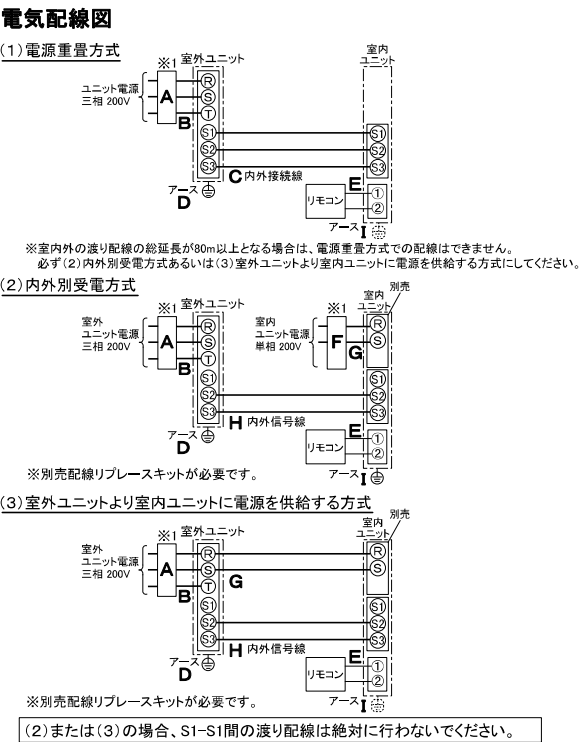 電気配線図
(1)電源重畳方式
※1 室外ユニット
室内
ユニット
ユニット電源
三相 200V
A
B
R
S
T
S1
S2
S3
S1
S2
S3
C 内外接続線
アース
D
E
リモコン
①
②
アース I
※室内外の渡り配線の総延長が80m以上となる場合は、電源重畳方式での配線はできません。
必ず(2)内外別受電方式あるいは(3)室外ユニットより室内ユニットに電源を供給する方式にしてください。
(2)内外別受電方式
※1 室外ユニット
※1
室内
ユニット
別売
室外
ユニット電源
三相 200V
A
B
R
S
T
S1
S2
S3
室内
ユニット電源
単相 200V
F
G
R
S
S1
S2
S3
H 内外信号線
アース
D
E
リモコン
①
②
アース I
※別売配線リプレースキットが必要です。
(3)室外ユニットより室内ユニットに電源を供給する方式
※1 室外ユニット
室内
ユニット
別売
室外
ユニット電源
三相 200V
A
B
R
S
T
S1
S2
S3
G
R
S
S1
S2
S3
H 内外信号線
アース
D
E
リモコン
①
②
アース I
※別売配線リプレースキットが必要です。
(2)または(3)の場合、S1-S1間の渡り配線は絶対に行わないでください。